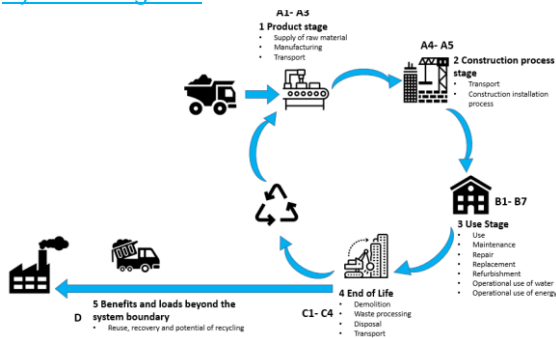 A1- A3
1 Product stage
• Supply of raw material
• Manufacturing
• Transport
A4- A5
2 Construction process
stage
• Transport
• Construction installation
process
B1- B7
3 Use Stage
• Use
• Maintenance
• Repair
• Replacement
• Refurbishment
• Operational use of water
• Operational use of energy
4 End of Life
• Demolition
• Waste processing
• Disposal
• Transport
C1- C4
5 Benefits and loads beyond the
system boundary
• Reuse, recovery and potential of recycling
D